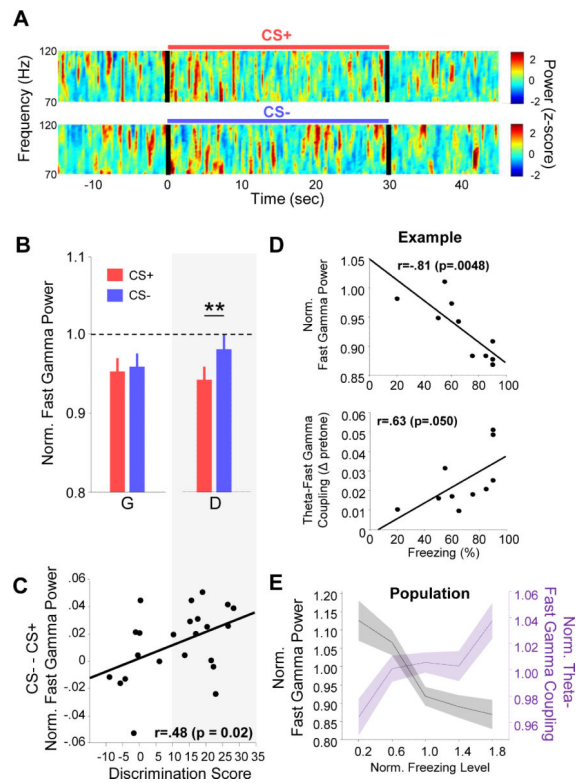 A
CS+
120
70
CS-
120
70
Frequency (Hz)
-10 0 10 20 30 40
Time (sec)
2
0
-2
2
0
-2
Power (z-score)
B
CS+
CS-
**
1.1
1.0
0.9
0.8
Norm. Fast Gamma Power
G D
C
CS- - CS+
Norm. Fast Gamma Power
.06
.04
.02
0
-.02
-.04
-.06
r=.48 (p = 0.02)
-10 -5 0 5 10 15 20 25 30 35
Discrimination Score
D
Example
r=-.81 (p=.0048)
Norm.
Fast Gamma Power
1.05
1.00
0.95
0.90
0.85
0 20 40 60 80 100
r=.63 (p=.050)
Theta-Fast Gamma
Coupling (Δ pretone)
0.06
0.05
0.04
0.03
0.02
0.01
0
0 20 40 60 80 100
Freezing (%)
E
Population
Norm.
Fast Gamma Power
1.20
1.15
1.10
1.05
1.00
0.95
0.90
0.85
0.80
1.06
1.04
1.02
1.00
0.98
0.96
Norm. Theta-
Fast Gamma Coupling
0.2 0.6 1.0 1.4 1.8
Norm. Freezing Level